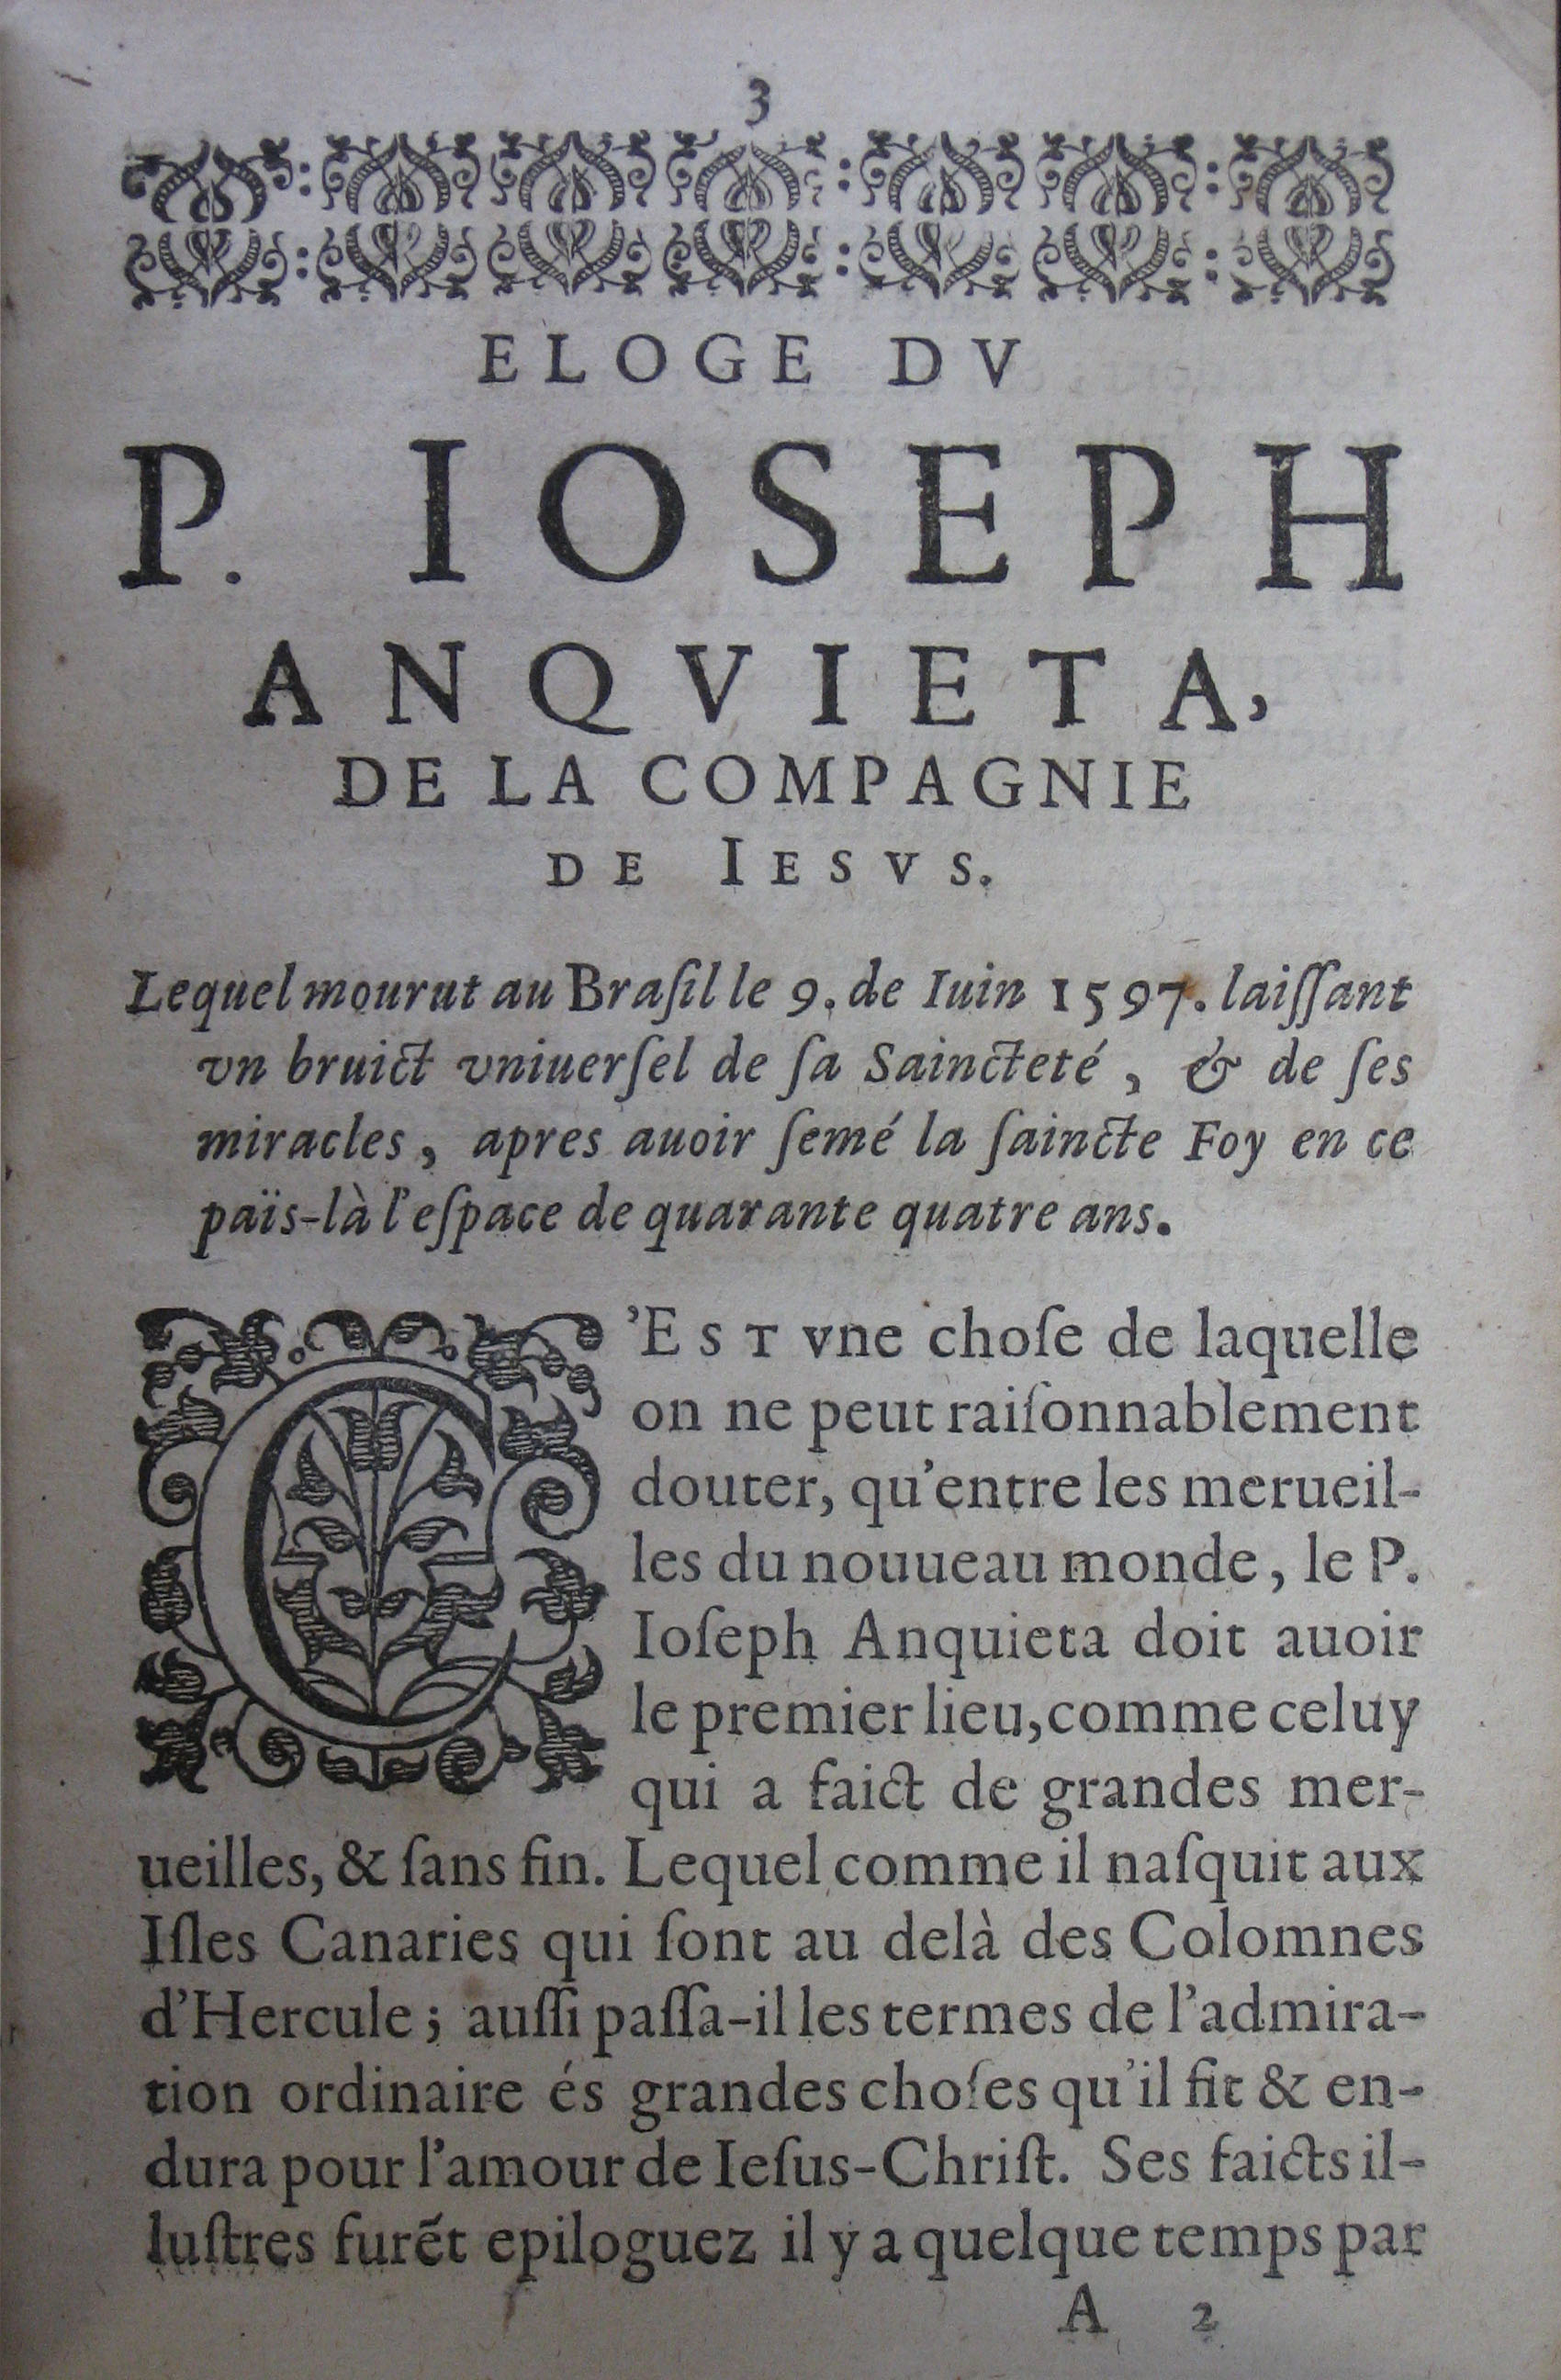 3
ELOGE DV
P. IOSEPH
ANQVIETA,
DE LA COMPAGNIE
DE IESVS.
Lequel mourut au Braſil le 9. de Iuin 1597. laiſſant
vn bruict vniuerſel de ſa Saincteté, & de ſes
miracles, apres auoir ſemé la ſaincte Foy en ce
païs-là l'eſpace de quarante quatre ans.
C'EST vne choſe de laquelle
on ne peut raiſonnablement
douter, qu'entre les merueil-
les du nouueau monde, le P.
Ioſeph Anquieta doit auoir
le premier lieu, comme celuy
qui a faict de grandes mer-
ueilles, & ſans fin. Lequel comme il naſquit aux
Iſles Canaries qui ſont au delà des Colomnes
d'Hercule; auſſi paſſa-il les termes de l'admira-
tion ordinaire és grandes choſes qu'il fit & en-
dura pour l'amour de Ieſus-Chriſt. Ses faicts il-
luſtres furẽt epiloguez il y a quelque temps par
A 2